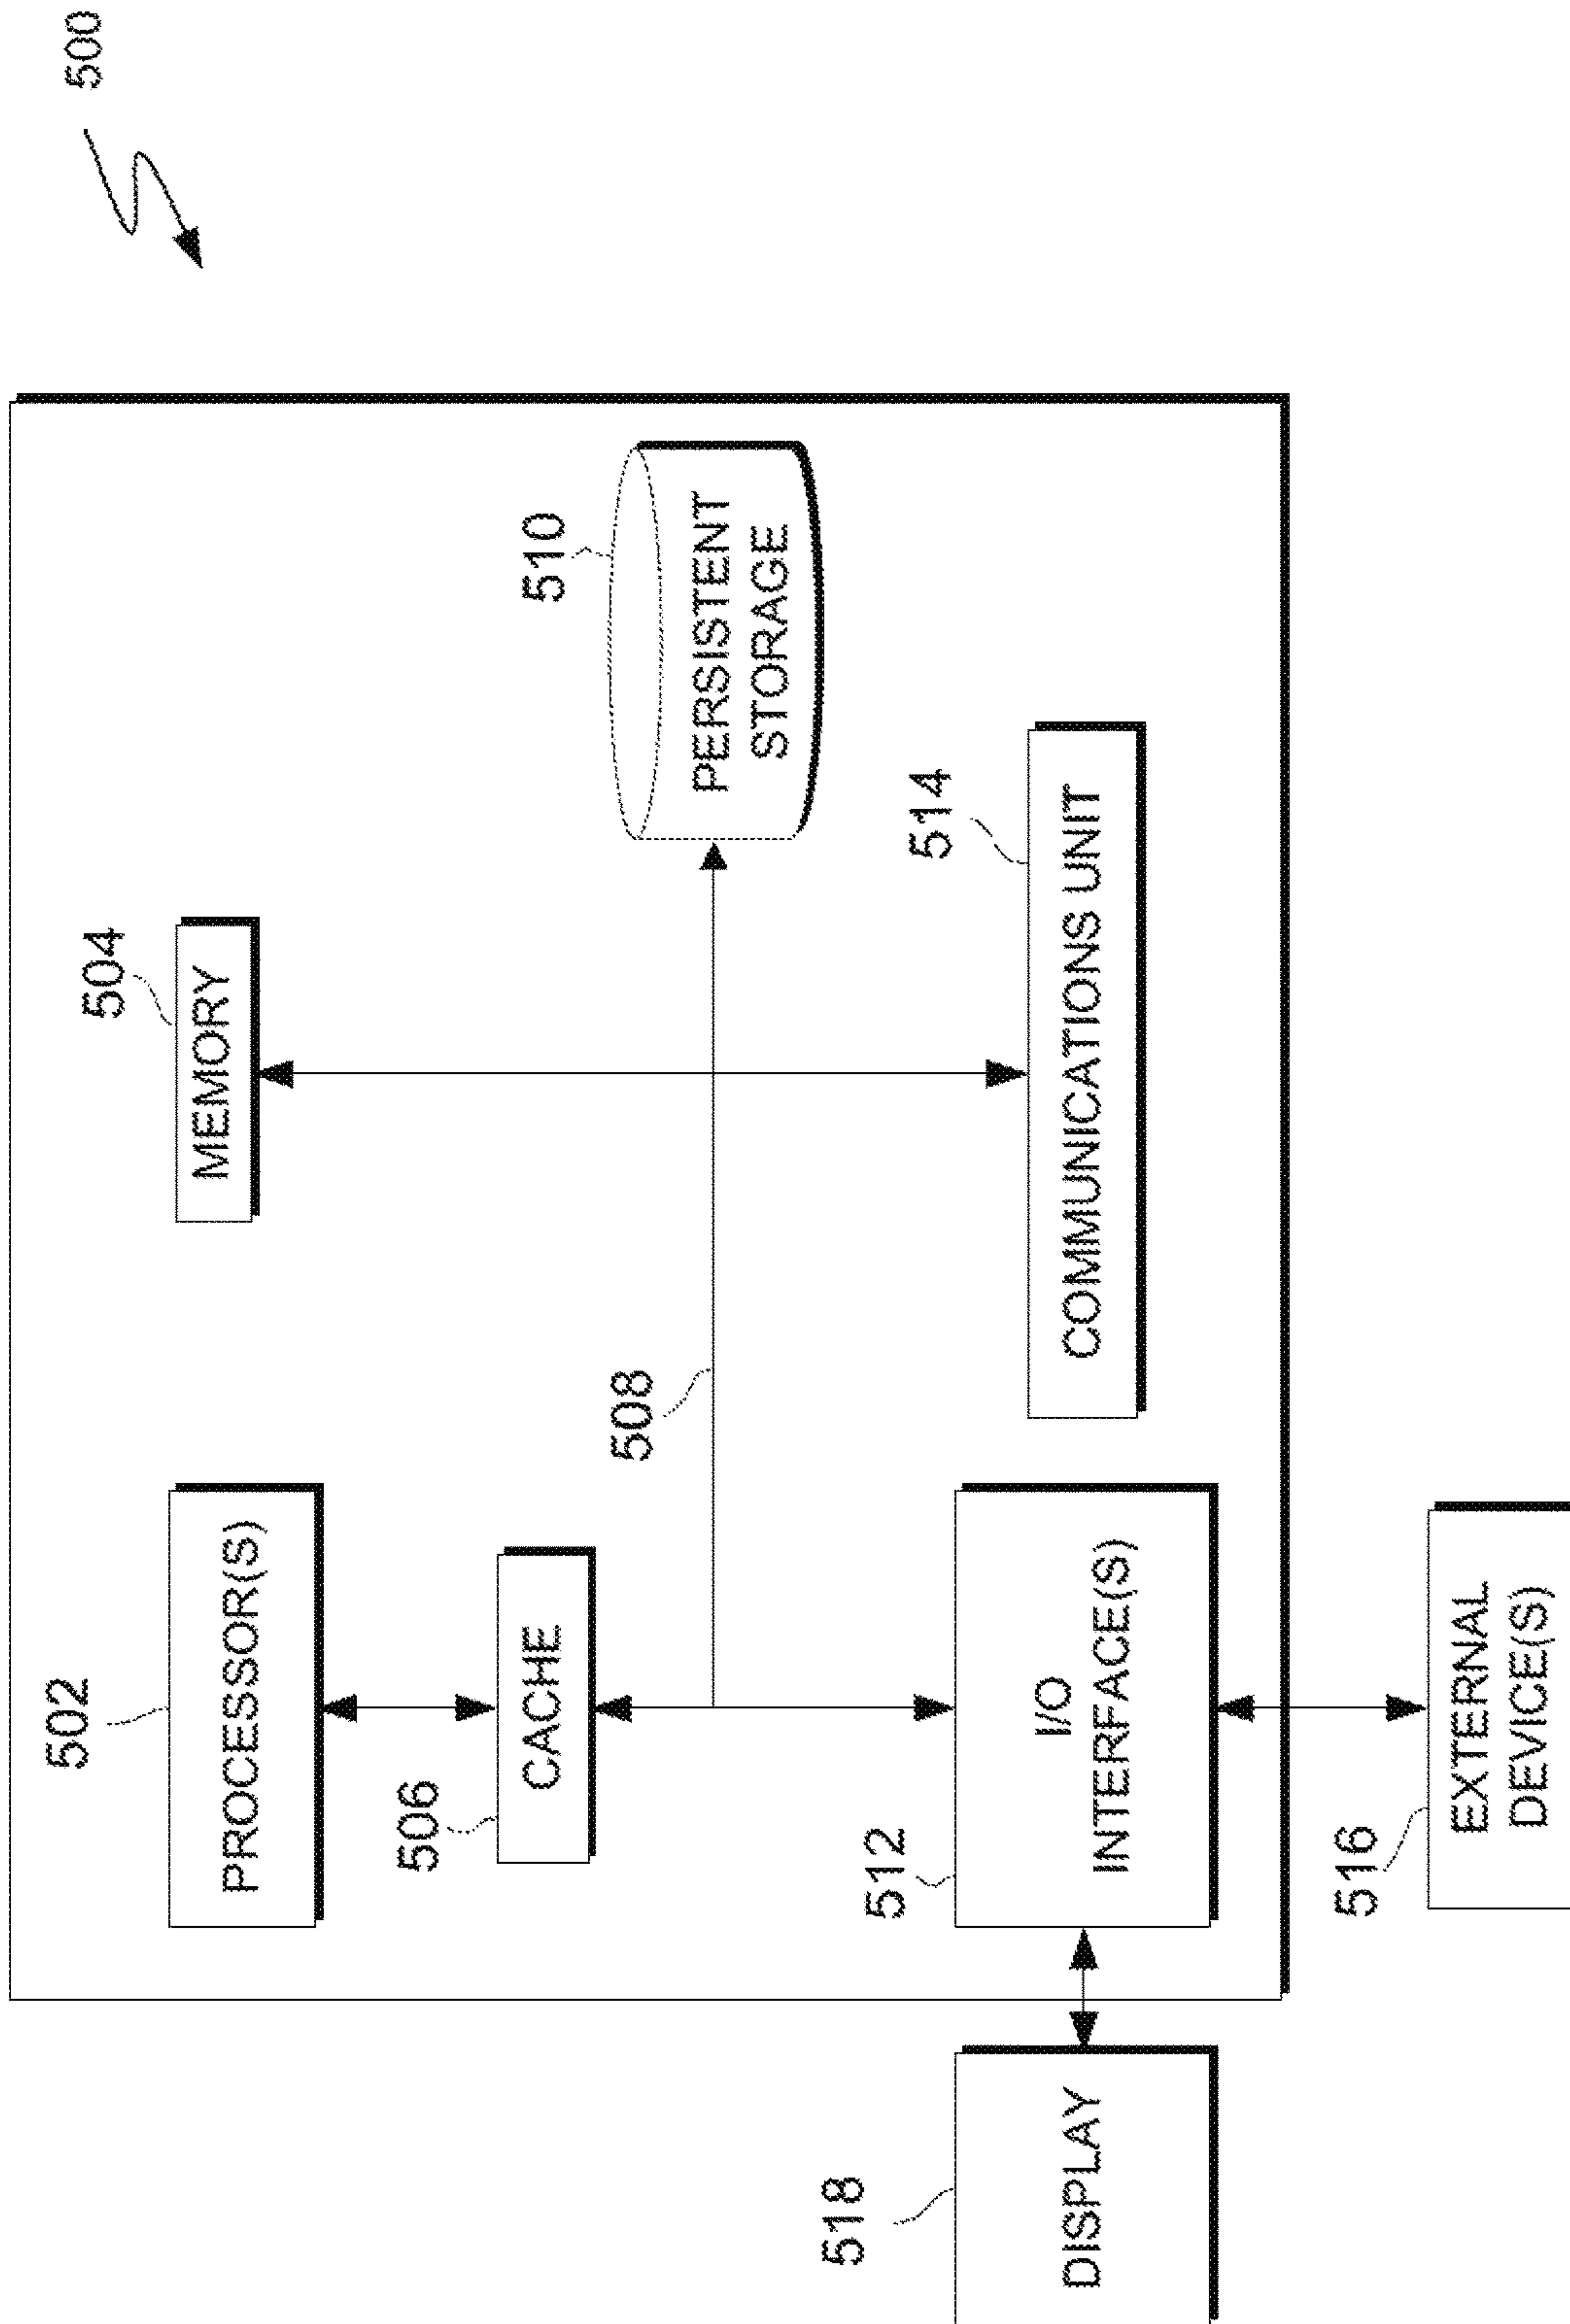 500
502
PROCESSOR(S)
504
MEMORY
506
CACHE
508
510
PERSISTENT
STORAGE
512
I/O
INTERFACE(S)
514
COMMUNICATIONS UNIT
518
DISPLAY
516
EXTERNAL
DEVICE(S)